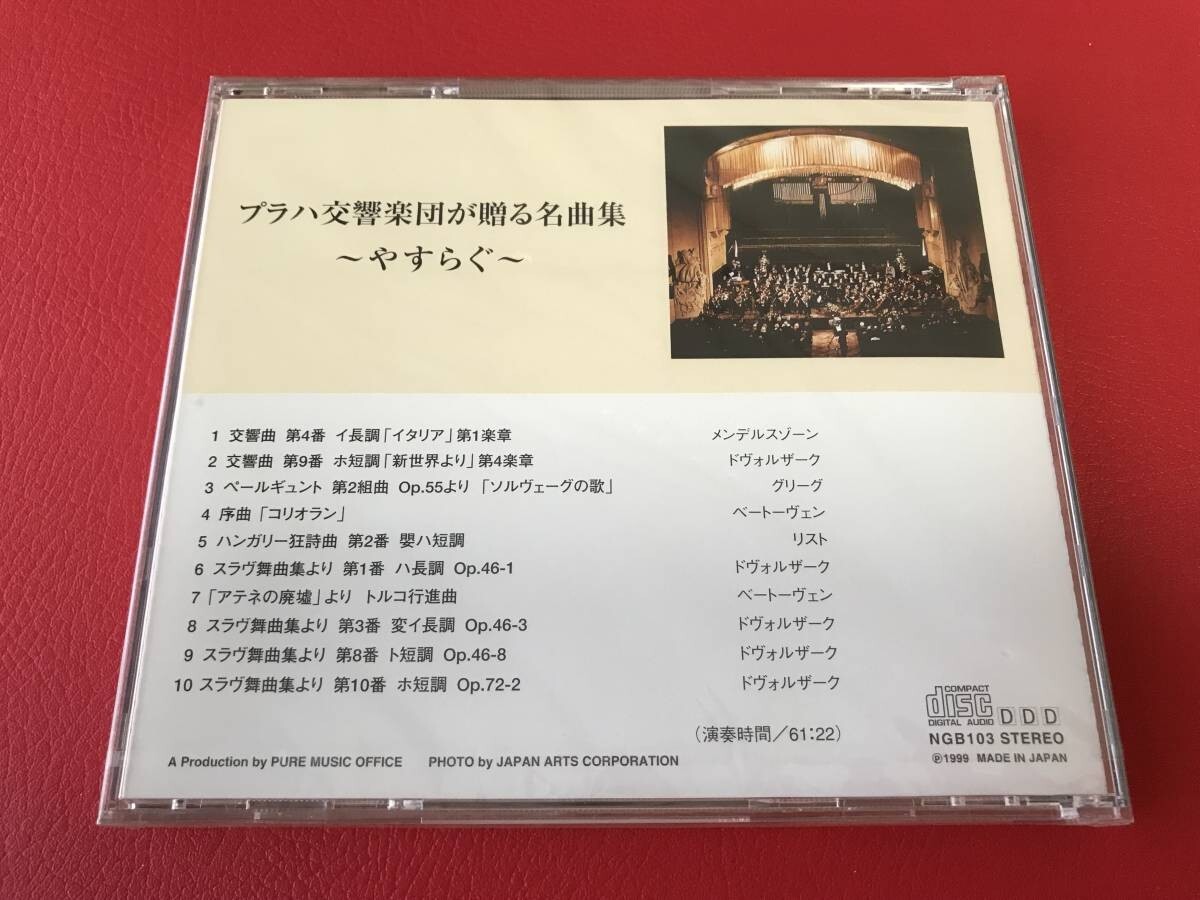 プラハ交響楽団が贈る名曲集
～やすらぐ～
1 交響曲 第4番 イ長調「イタリア」第1楽章 メンデルスゾーン
2 交響曲 第9番 ホ短調「新世界より」第4楽章 ドヴォルザーク
3 ペールギュント 第2組曲 Op.55より 「ソルヴェーグの歌」 グリーグ
4 序曲「コリオラン」 ベートーヴェン
5 ハンガリー狂詩曲 第2番 嬰ハ短調 リスト
6 スラヴ舞曲集より 第1番 ハ長調 Op.46-1 ドヴォルザーク
7 「アテネの廃墟」より トルコ行進曲 ベートーヴェン
8 スラヴ舞曲集より 第3番 変イ長調 Op.46-3 ドヴォルザーク
9 スラヴ舞曲集より 第8番 ト短調 Op.46-8 ドヴォルザーク
10 スラヴ舞曲集より 第10番 ホ短調 Op.72-2 ドヴォルザーク
（演奏時間／61:22）
COMPACT
disc
DIGITAL AUDIO
DDD
NGB103 STEREO
℗1999 MADE IN JAPAN
A Production by PURE MUSIC OFFICE PHOTO by JAPAN ARTS CORPORATION